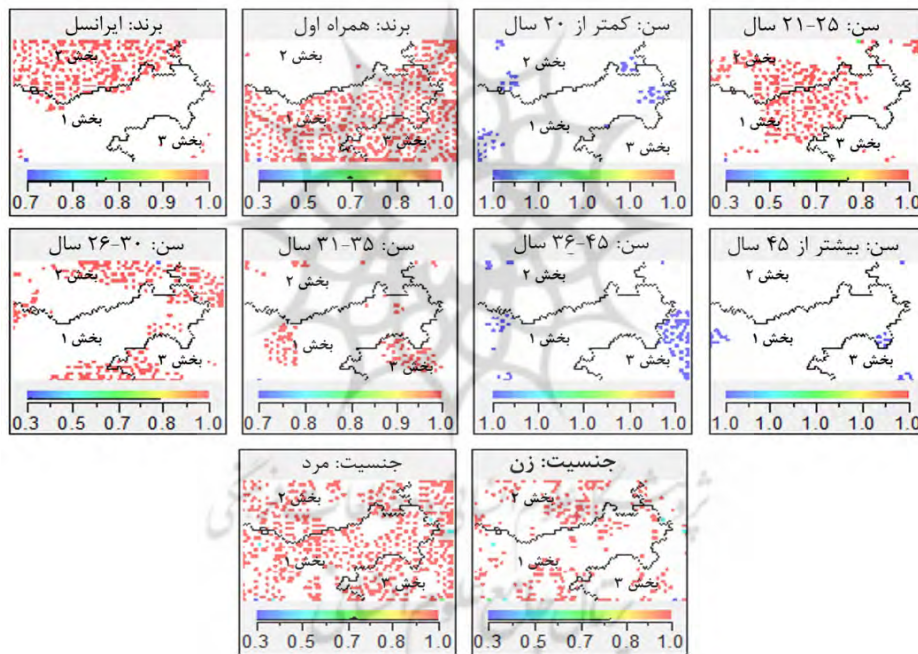 برند: ایرانسل
بخش ۲
بخش ۱
بخش ۳
0.7 0.8 0.8 0.9 1.0
برند: همراه اول
بخش ۲
بخش ۱
بخش ۳
0.3 0.5 0.7 0.8 1.0
سن: کمتر از ۲۰ سال
بخش ۲
بخش ۱
بخش ۳
1.0 1.0 1.0 1.0 1.0
سن: ۲۱-۲۵ سال
بخش ۲
بخش ۱
بخش ۳
0.3 0.5 0.7 0.8 1.0
سن: ۲۶-۳۰ سال
بخش ۲
بخش ۱
بخش ۳
0.3 0.5 0.7 0.8 1.0
سن: ۳۱-۳۵ سال
بخش ۲
بخش ۱
بخش ۳
0.7 0.8 0.8 0.9 1.0
سن: ۳۶-۴۵ سال
بخش ۲
بخش ۱
بخش ۳
1.0 1.0 1.0 1.0 1.0
سن: بیشتر از ۴۵ سال
بخش ۲
بخش ۱
بخش ۳
1.0 1.0 1.0 1.0 1.0
جنسیت: مرد
بخش ۲
بخش ۱
بخش ۳
0.3 0.5 0.7 0.8 1.0
جنسیت: زن
بخش ۲
بخش ۱
بخش ۳
0.3 0.5 0.7 0.8 1.0